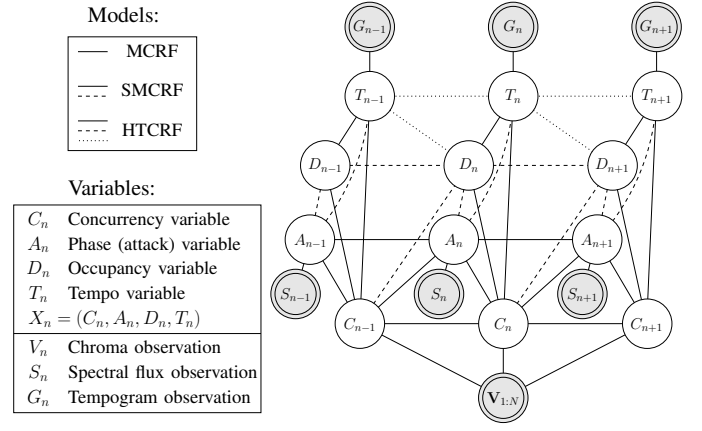 Models:
MCRF
SMCRF
HTCRF
Variables:
C_n Concurrency variable
A_n Phase (attack) variable
D_n Occupancy variable
T_n Tempo variable
X_n = (C_n, A_n, D_n, T_n)
V_n Chroma observation
S_n Spectral flux observation
G_n Tempogram observation
G_{n−1} G_n G_{n+1}
T_{n−1} T_n T_{n+1}
D_{n−1} D_n D_{n+1}
A_{n−1} A_n A_{n+1}
S_{n−1} S_n S_{n+1}
C_{n−1} C_n C_{n+1}
V_{1:N}